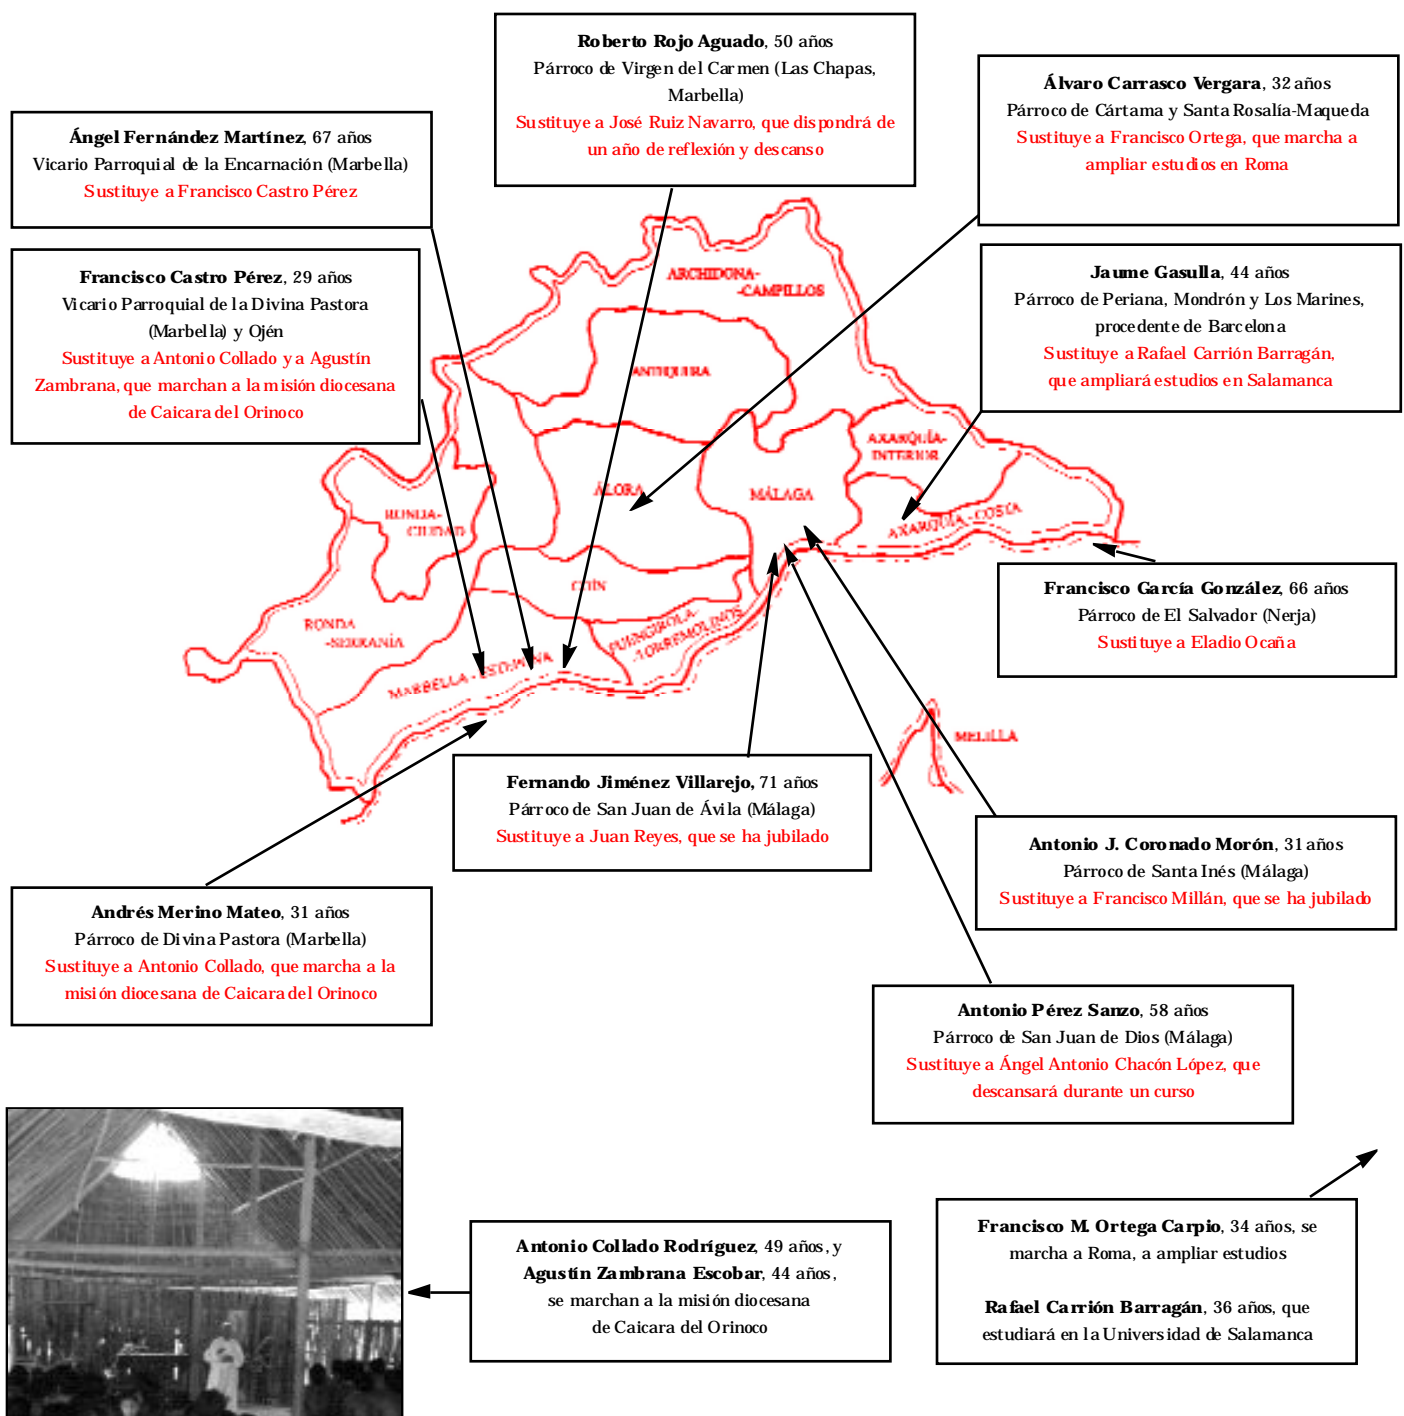 Roberto Rojo Aguado, 50 años
Párroco de Virgen del Carmen (Las Chapas,
Marbella)
Sustituye a José Ruiz Navarro, que dispondrá de
un año de reflexión y descanso
Álvaro Carrasco Vergara, 32 años
Párroco de Cártama y Santa Rosalía-Maqueda
Sustituye a Francisco Ortega, que marcha a
ampliar estudios en Roma
Ángel Fernández Martínez, 67 años
Vicario Parroquial de la Encarnación (Marbella)
Sustituye a Francisco Castro Pérez
Francisco Castro Pérez, 29 años
Vicario Parroquial de la Divina Pastora
(Marbella) y Ojén
Sustituye a Antonio Collado y a Agustín
Zambrana, que marchan a la misión diocesana
de Caicara del Orinoco
Jaume Gasulla, 44 años
Párroco de Periana, Mondrón y Los Marines,
procedente de Barcelona
Sustituye a Rafael Carrión Barragán,
que ampliará estudios en Salamanca
ARCHIDONA-
-CAMPILLOS
ANTEQUERA
AXARQUÍA-
INTERIOR
ÁLORA
MÁLAGA
RONDA-
CIUDAD
AXARQUÍA - COSTA
COÍN
RONDA
-SERRANÍA
FUENGIROLA-
-TORREMOLINOS
MARBELLA - ESTEPONA
MELILLA
Francisco García González, 66 años
Párroco de El Salvador (Nerja)
Sustituye a Eladio Ocaña
Fernando Jiménez Villarejo, 71 años
Párroco de San Juan de Ávila (Málaga)
Sustituye a Juan Reyes, que se ha jubilado
Antonio J. Coronado Morón, 31 años
Párroco de Santa Inés (Málaga)
Sustituye a Francisco Millán, que se ha jubilado
Andrés Merino Mateo, 31 años
Párroco de Divina Pastora (Marbella)
Sustituye a Antonio Collado, que marcha a la
misión diocesana de Caicara del Orinoco
Antonio Pérez Sanzo, 58 años
Párroco de San Juan de Dios (Málaga)
Sustituye a Ángel Antonio Chacón López, que
descansará durante un curso
Antonio Collado Rodríguez, 49 años, y
Agustín Zambrana Escobar, 44 años,
se marchan a la misión diocesana
de Caicara del Orinoco
Francisco M. Ortega Carpio, 34 años, se
marcha a Roma, a ampliar estudios
Rafael Carrión Barragán, 36 años, que
estudiará en la Universidad de Salamanca